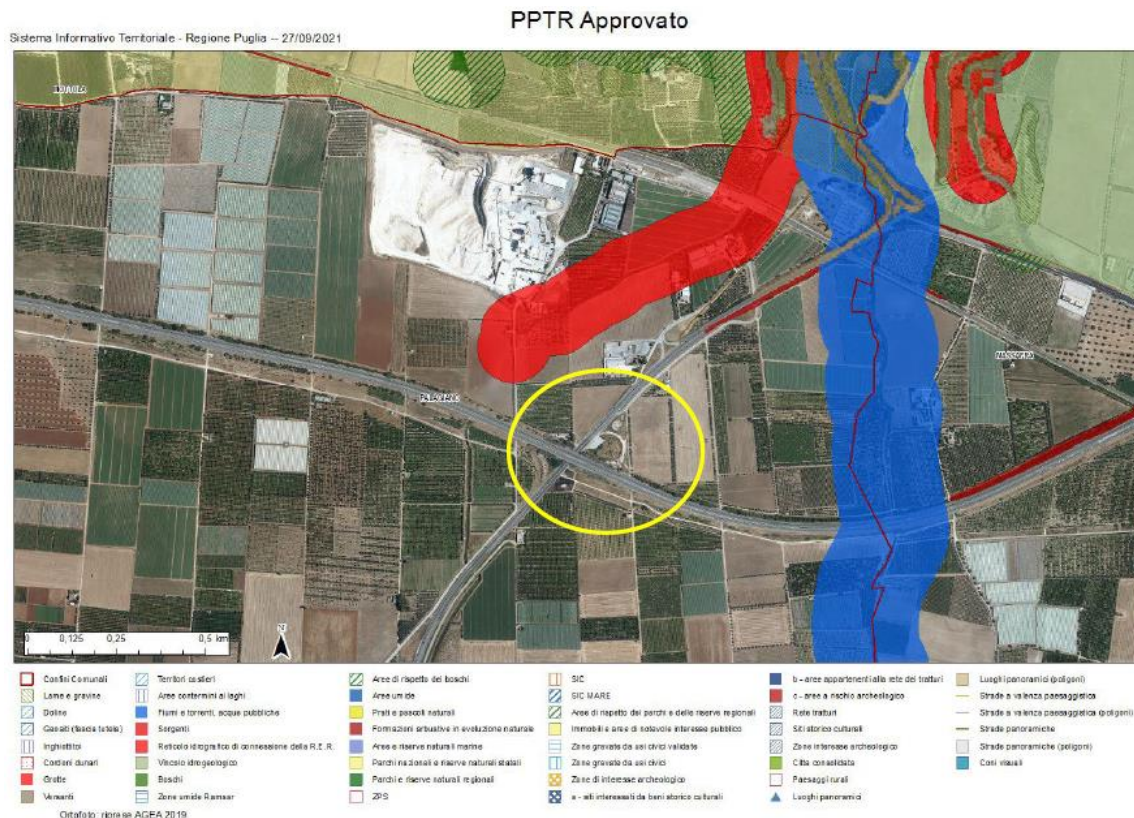 PPTR Approvato
Sistema Informativo Territoriale - Regione Puglia -- 27/09/2021
PALAGIANO
0 0,125 0,25 0,5 km
Confini Comunali
Lame e gravine
Doline
Geositi (fascia tutela)
Inghiottitoi
Cordoni dunari
Grotte
Versanti
Territori costieri
Aree contermini ai laghi
Fiumi e torrenti, acque pubbliche
Sorgenti
Reticolo idrografico di connessione della R.E.R.
Vincolo idrogeologico
Boschi
Zone umide Ramsar
Aree di rispetto dei boschi
Aree umide
Prati e pascoli naturali
Formazioni arbustive in evoluzione naturale
Aree e riserve naturali marine
Parchi nazionali e riserve naturali statali
Parchi e riserve naturali regionali
ZPS
SIC
SIC MARE
Aree di rispetto dei parchi e delle riserve regionali
Immobili e aree di notevole interesse pubblico
Zone gravate da usi civici validate
Zone gravate da usi civici
Zone di interesse archeologico
a - siti interessati da beni storico culturali
b - aree appartenenti alla rete dei tratturi
c - aree a rischio archeologico
Rete tratturi
Siti storico culturali
Zone interesse archeologico
Città consolidata
Paesaggi rurali
Luoghi panoramici
Luoghi panoramici (poligoni)
Strade a valenza paesaggistica
Strade a valenza paesaggistica (poligoni)
Strade panoramiche
Strade panoramiche (poligoni)
Coni visuali
Ortofoto: riprese AGEA 2019